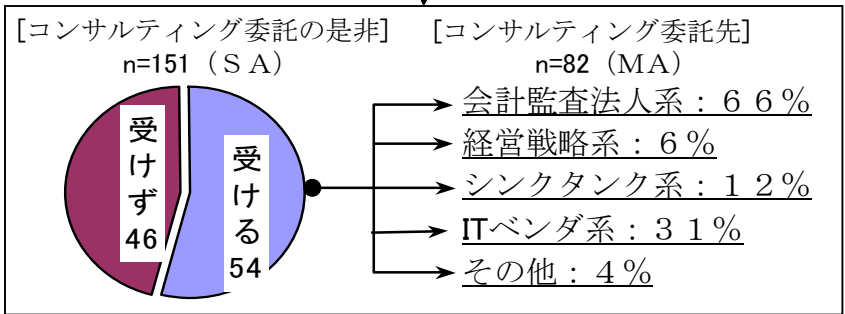 [コンサルティング委託の是非]
n=151（ＳＡ）
受けず
46
受ける
54
[コンサルティング委託先]
n=82（ＭＡ）
会計監査法人系：６６％
経営戦略系：６％
シンクタンク系：１２％
ITベンダ系：３１％
その他：４％